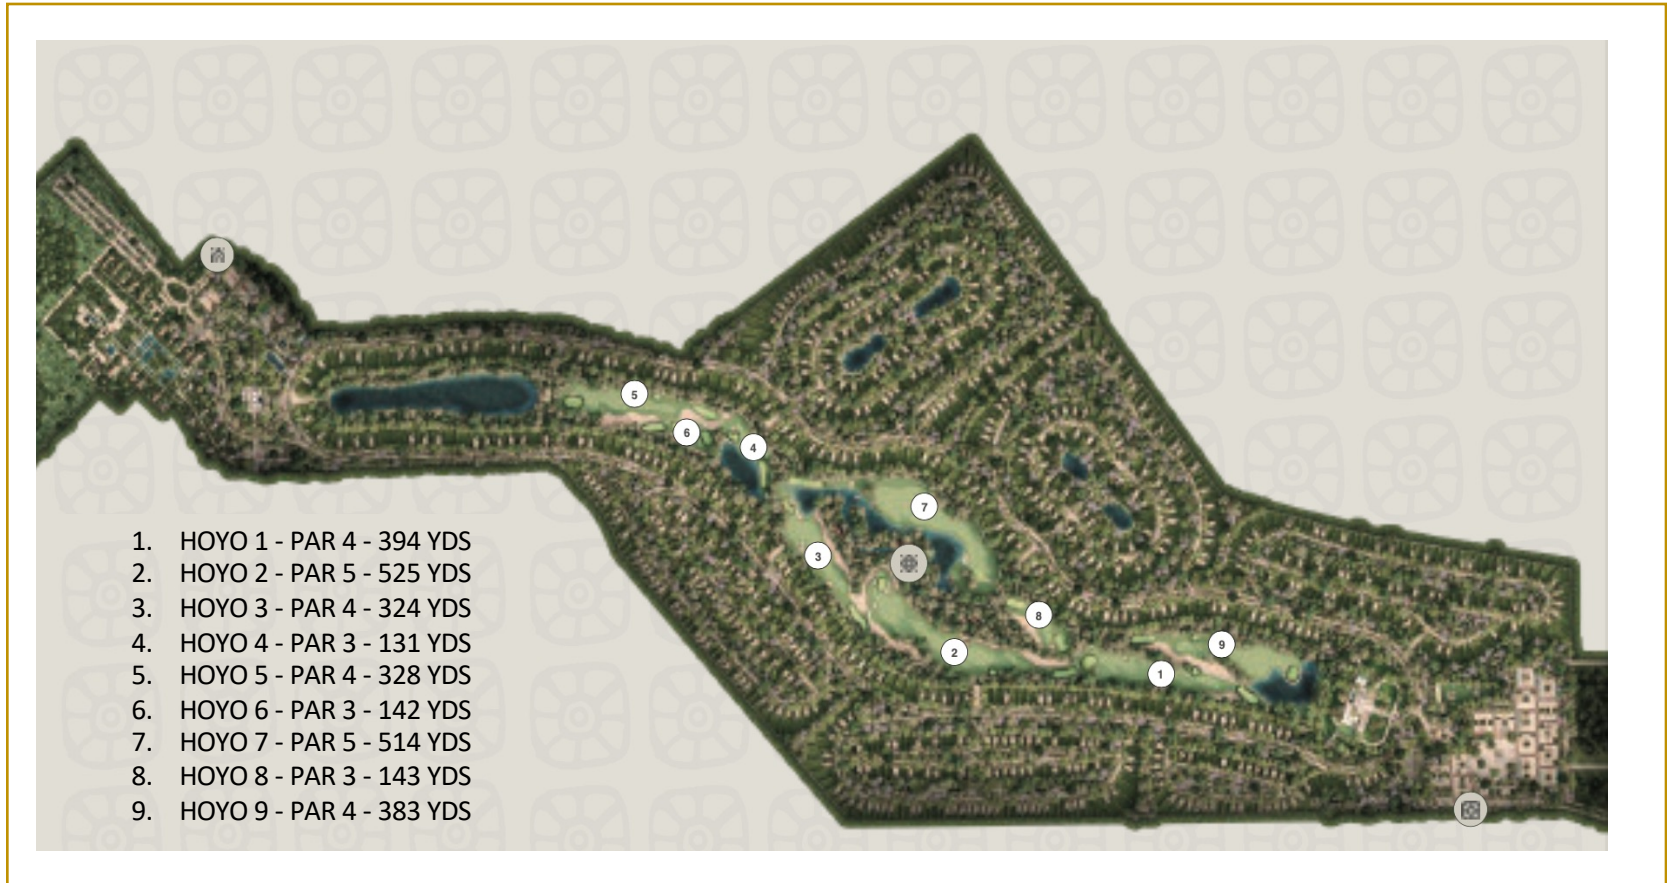 5
6
4
7
3
8
9
2
1
1. HOYO 1 - PAR 4 - 394 YDS
2. HOYO 2 - PAR 5 - 525 YDS
3. HOYO 3 - PAR 4 - 324 YDS
4. HOYO 4 - PAR 3 - 131 YDS
5. HOYO 5 - PAR 4 - 328 YDS
6. HOYO 6 - PAR 3 - 142 YDS
7. HOYO 7 - PAR 5 - 514 YDS
8. HOYO 8 - PAR 3 - 143 YDS
9. HOYO 9 - PAR 4 - 383 YDS